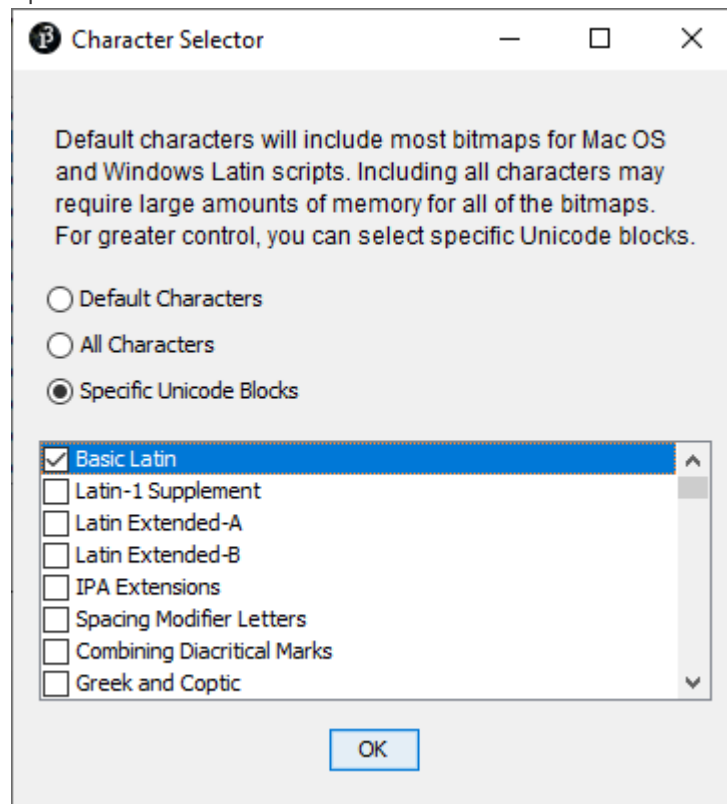 Character Selector
Default characters will include most bitmaps for Mac OS
and Windows Latin scripts. Including all characters may
require large amounts of memory for all of the bitmaps.
For greater control, you can select specific Unicode blocks.
Default Characters
All Characters
Specific Unicode Blocks
Basic Latin
Latin-1 Supplement
Latin Extended-A
Latin Extended-B
IPA Extensions
Spacing Modifier Letters
Combining Diacritical Marks
Greek and Coptic
OK